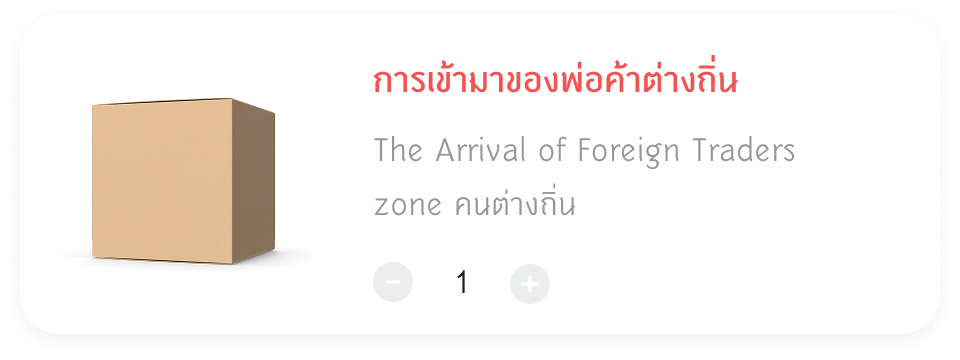 การเข้ามาของพ่อค้าต่างถิ่น
The Arrival of Foreign Traders
zone คนต่างถิ่น
- 1 +